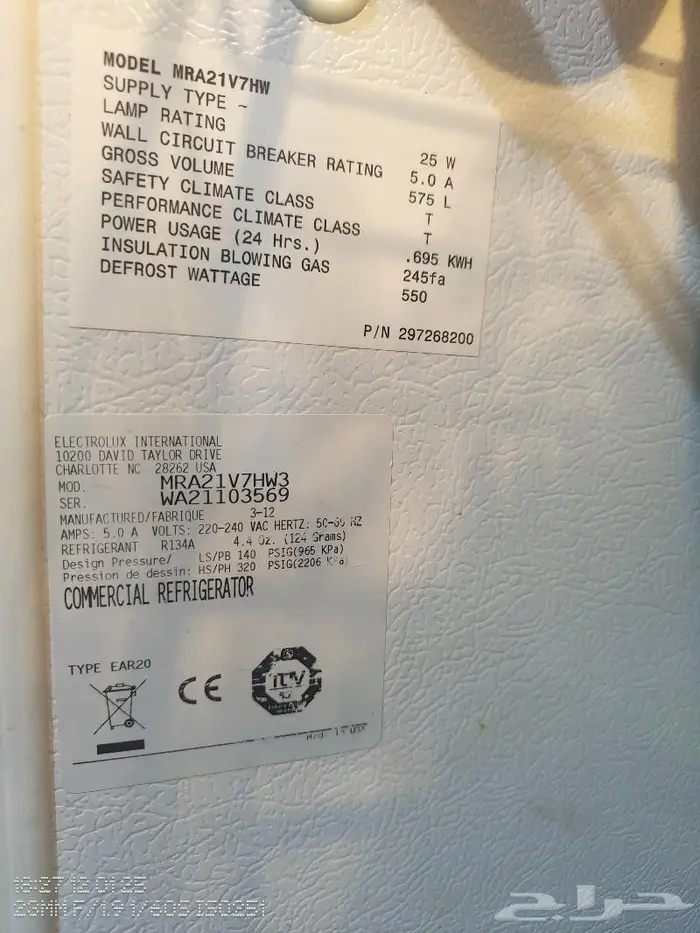 MODEL MRA21V7HW
SUPPLY TYPE ~
LAMP RATING 25 W
WALL CIRCUIT BREAKER RATING 5.0 A
GROSS VOLUME 575 L
SAFETY CLIMATE CLASS T
PERFORMANCE CLIMATE CLASS T
POWER USAGE (24 Hrs.) .695 KWH
INSULATION BLOWING GAS 245fa
DEFROST WATTAGE 550
P/N 297268200
ELECTROLUX INTERNATIONAL
10200 DAVID TAYLOR DRIVE
CHARLOTTE NC 28262 USA
MOD. MRA21V7HW3
SER. WA21103569
MANUFACTURED/FABRIQUE 3-12
AMPS: 5.0 A VOLTS: 220-240 VAC HERTZ: 50-60 HZ
REFRIGERANT R134A 4.4 Oz. (124 Grams)
Design Pressure/ LS/PB 140 PSIG(965 KPa)
Pression de dessin: HS/PH 320 PSIG(2206 KPa)
COMMERCIAL REFRIGERATOR
TYPE EAR20
CE
TUV
حراج